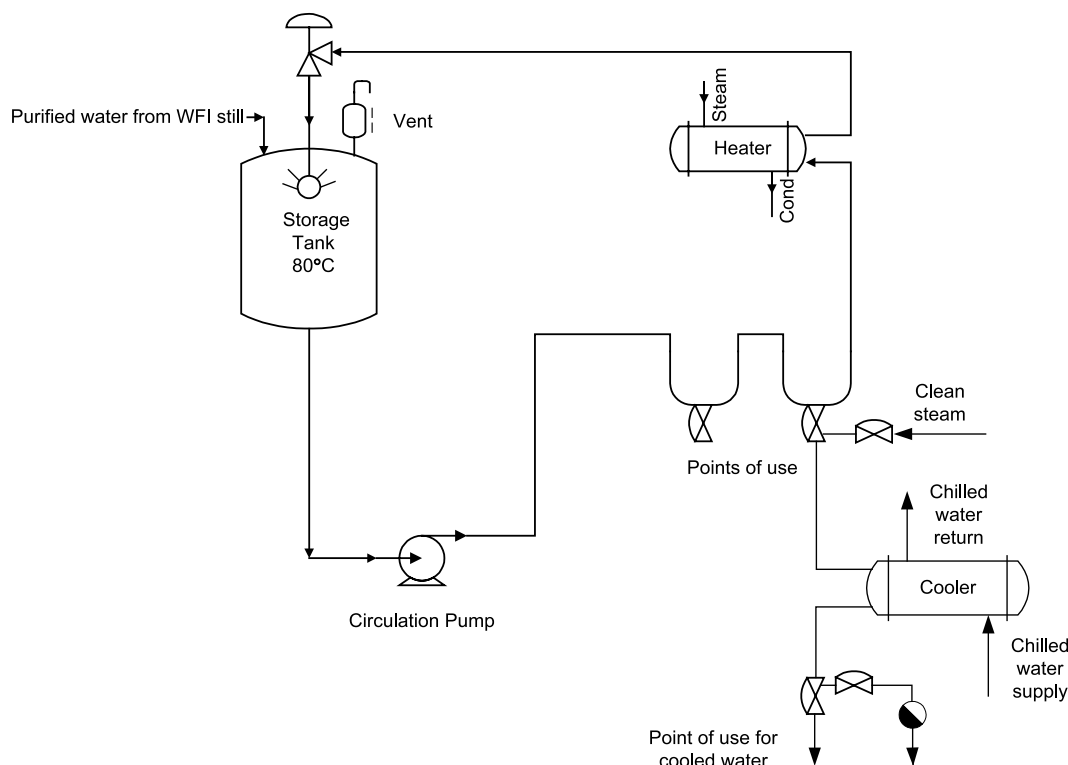 Purified water from WFI still
Vent
Steam
Heater
Cond
Storage
Tank
80°C
Clean
steam
Points of use
Chilled
water
return
Cooler
Circulation Pump
Chilled
water
supply
Point of use for
cooled water